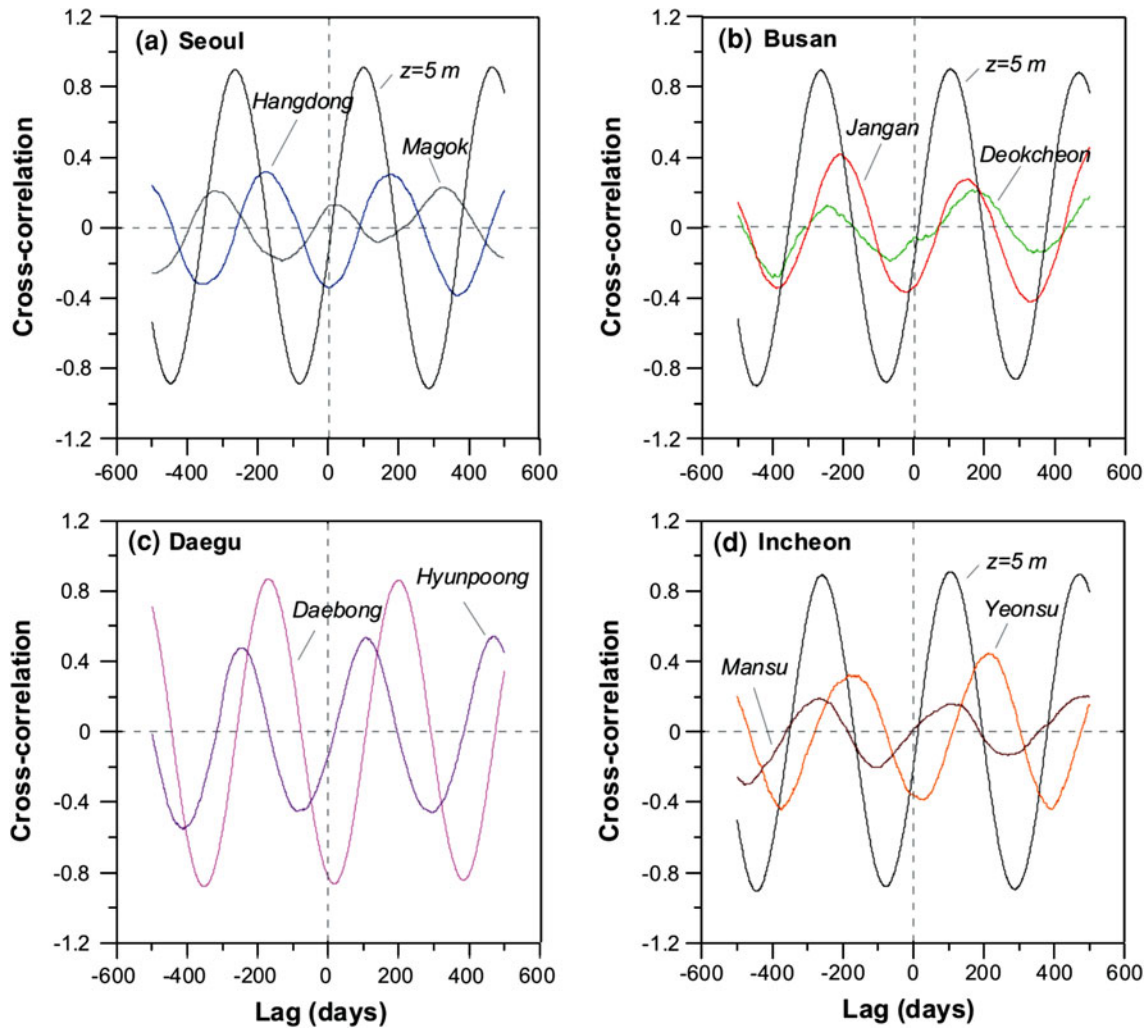 (a) Seoul
z=5 m
Hangdong
Magok
Cross-correlation
1.2
0.8
0.4
0
-0.4
-0.8
-1.2
-600 -400 -200 0 200 400 600
(b) Busan
z=5 m
Jangan
Deokcheon
Cross-correlation
1.2
0.8
0.4
0
-0.4
-0.8
-1.2
-600 -400 -200 0 200 400 600
(c) Daegu
Hyunpoong
Daebong
Cross-correlation
1.2
0.8
0.4
0
-0.4
-0.8
-1.2
-600 -400 -200 0 200 400 600
Lag (days)
(d) Incheon
z=5 m
Yeonsu
Mansu
Cross-correlation
1.2
0.8
0.4
0
-0.4
-0.8
-1.2
-600 -400 -200 0 200 400 600
Lag (days)